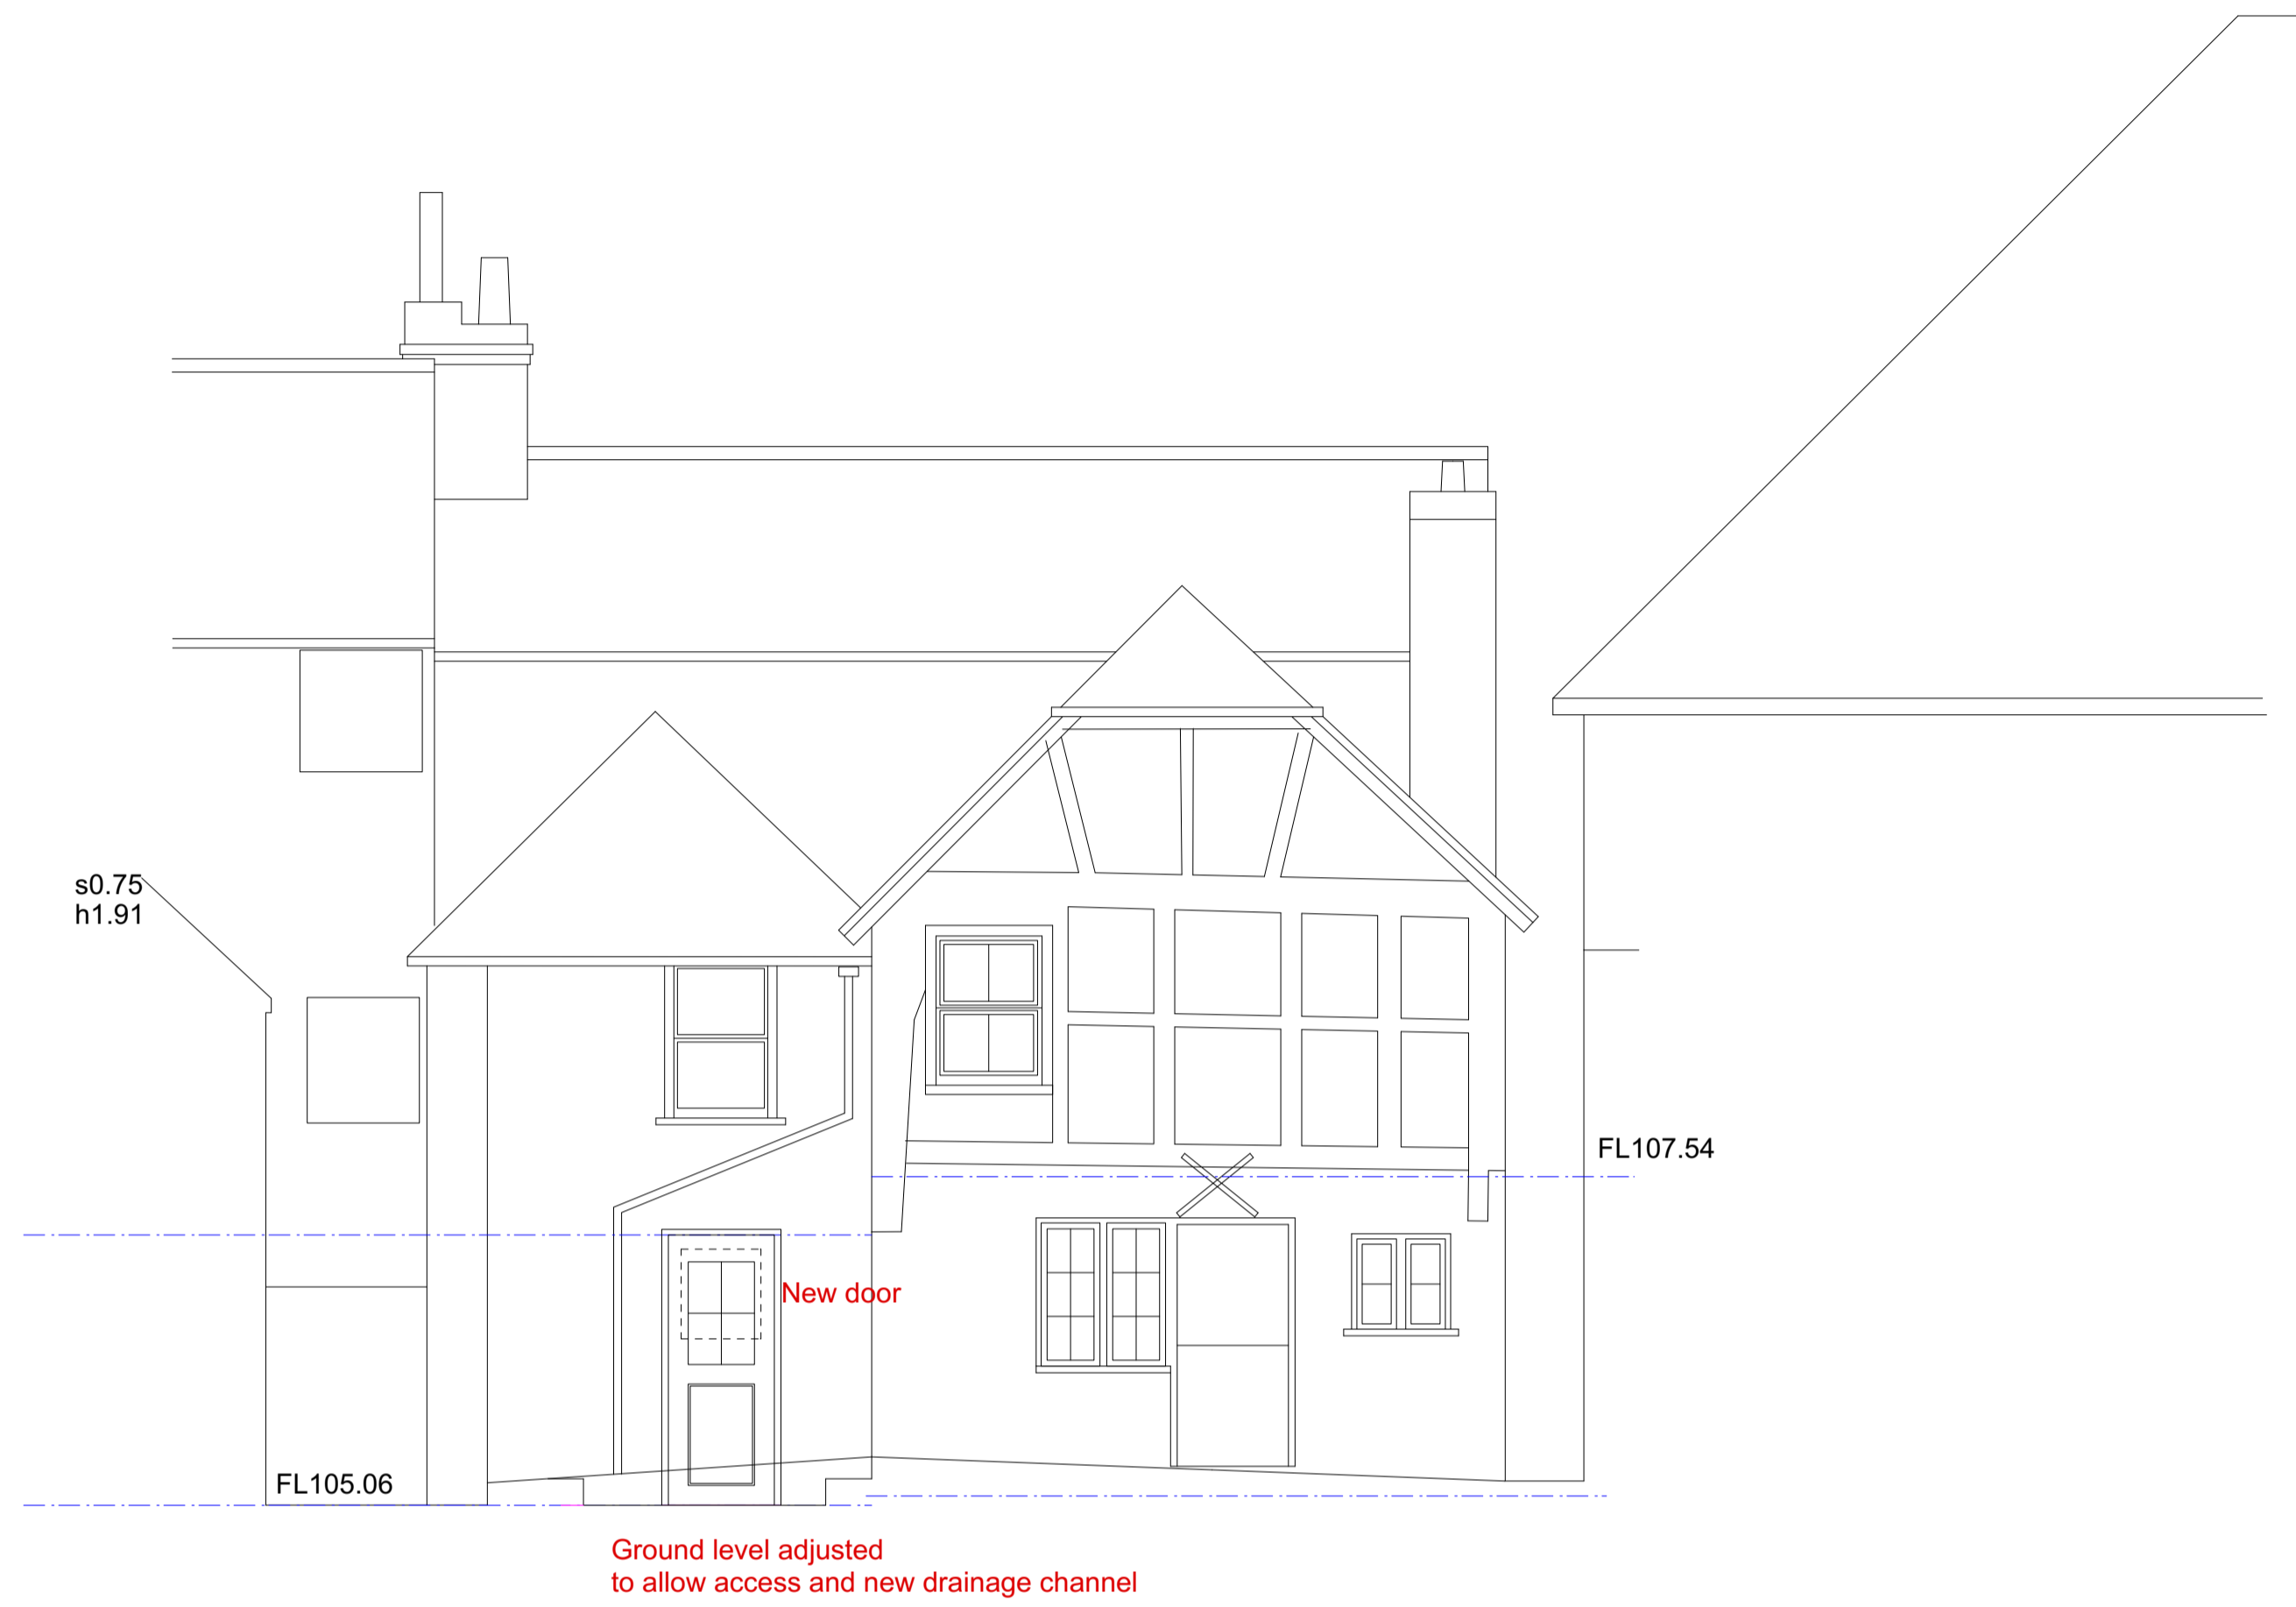 s0.75
h1.91
FL107.54
New door
FL105.06
Ground level adjusted
to allow access and new drainage channel